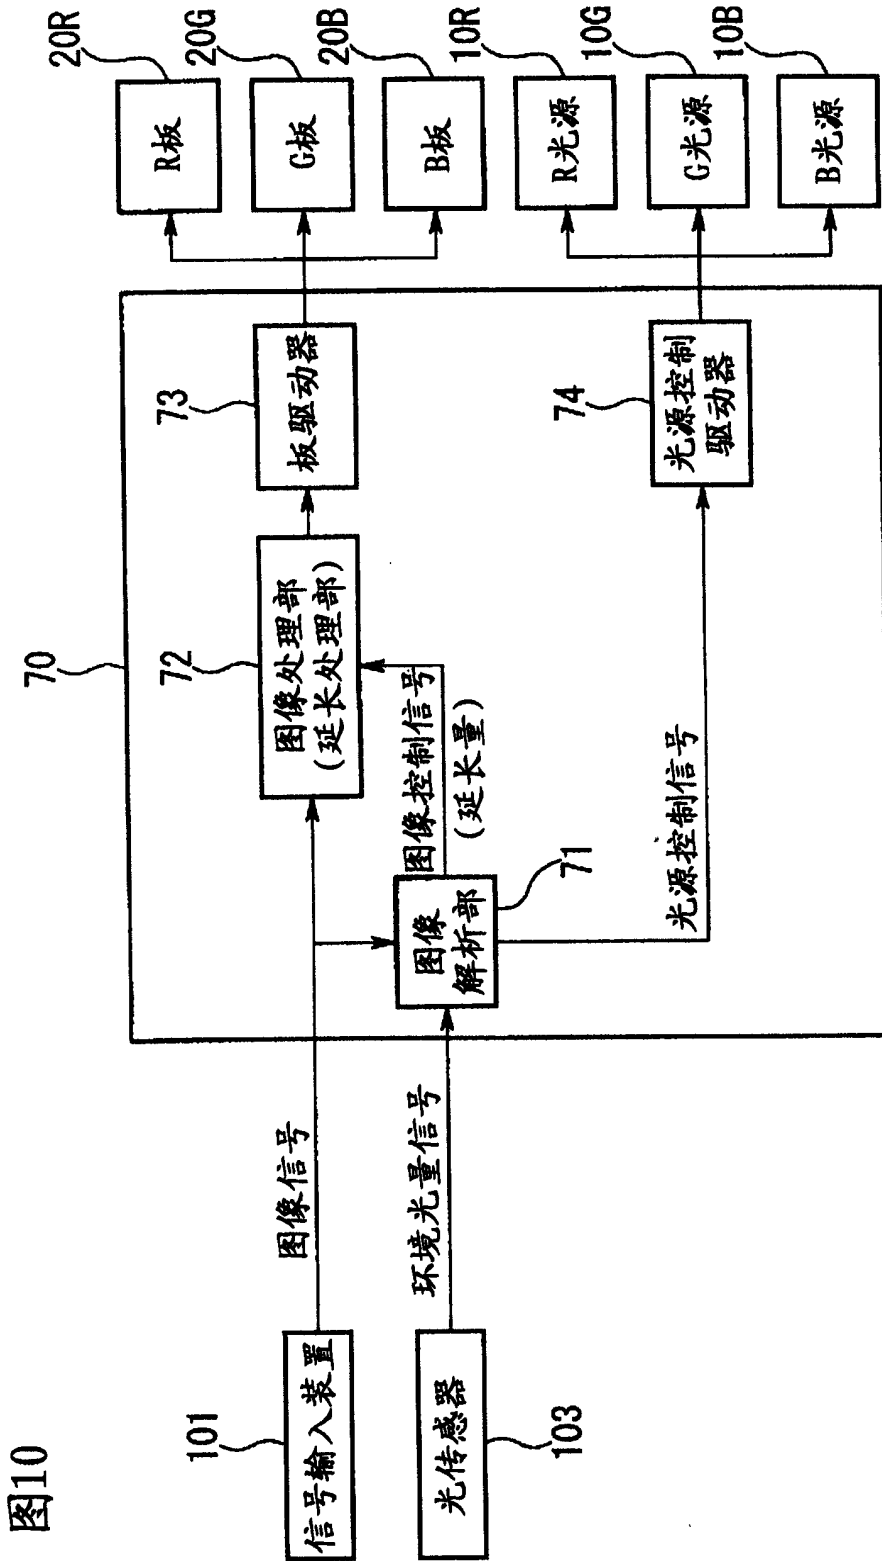 图10
101
信号输入装置
103
光传感器
图像信号
环境光量信号
70
71
图像
解析部
72
图像处理部
(延长处理部)
图像控制信号
(延长量)
光源控制信号
73
板驱动器
74
光源控制
驱动器
R板
20R
G板
20G
B板
20B
R光源
10R
G光源
10G
B光源
10B